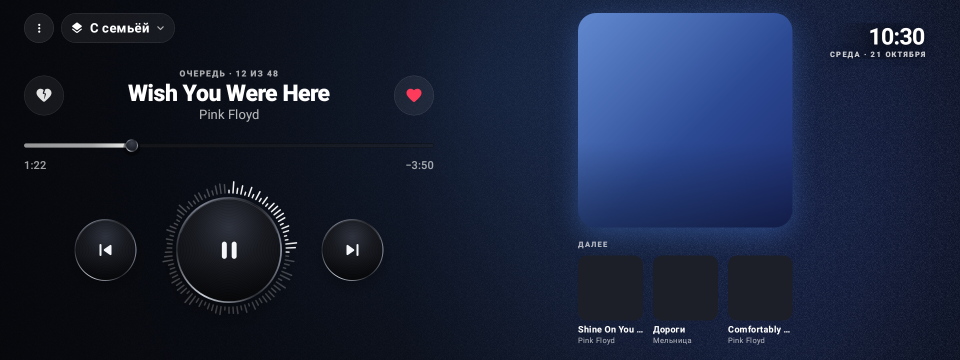 С семьёй
ОЧЕРЕДЬ · 12 ИЗ 48
Wish You Were Here
Pink Floyd
1:22
−3:50
10:30
СРЕДА · 21 ОКТЯБРЯ
ДАЛЕЕ
Shine On You …
Pink Floyd
Дороги
Мельница
Comfortably …
Pink Floyd